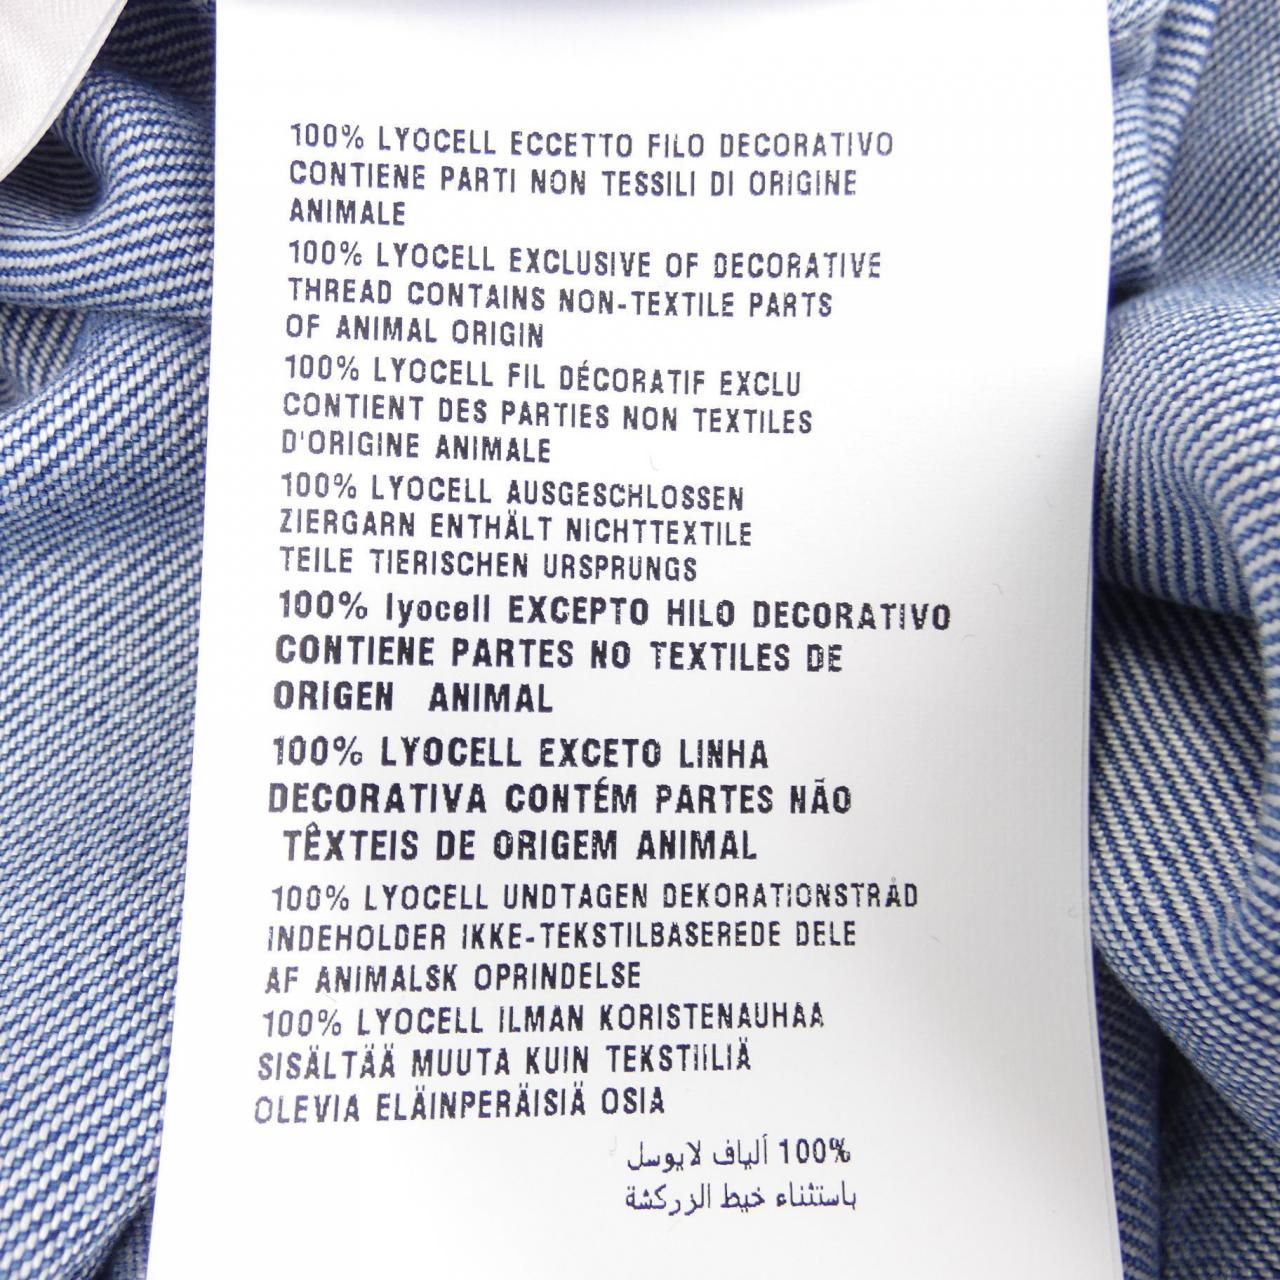 100% LYOCELL ECCETTO FILO DECORATIVO
CONTIENE PARTI NON TESSILI DI ORIGINE
ANIMALE
100% LYOCELL EXCLUSIVE OF DECORATIVE
THREAD CONTAINS NON-TEXTILE PARTS
OF ANIMAL ORIGIN
100% LYOCELL FIL DÉCORATIF EXCLU
CONTIENT DES PARTIES NON TEXTILES
D'ORIGINE ANIMALE
100% LYOCELL AUSGESCHLOSSEN
ZIERGARN ENTHÄLT NICHTTEXTILE
TEILE TIERISCHEN URSPRUNGS
100% lyocell EXCEPTO HILO DECORATIVO
CONTIENE PARTES NO TEXTILES DE
ORIGEN ANIMAL
100% LYOCELL EXCETO LINHA
DECORATIVA CONTÉM PARTES NÃO
TÊXTEIS DE ORIGEM ANIMAL
100% LYOCELL UNDTAGEN DEKORATIONSTRÅD
INDEHOLDER IKKE-TEKSTILBASEREDE DELE
AF ANIMALSK OPRINDELSE
100% LYOCELL ILMAN KORISTENAUHAA
SISÄLTÄÄ MUUTA KUIN TEKSTIILIÄ
OLEVIA ELÄINPERÄISIÄ OSIA
100% ألياف لايوسل
باستثناء خيط الزركشة